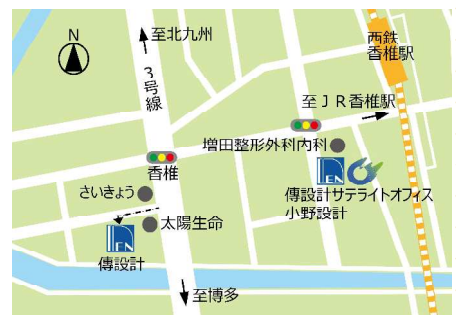 N
至北九州
3号線
西鉄
香椎駅
至JR香椎駅
増田整形外科内科
香椎
さいきょう
太陽生命
傳設計
傳設計サテライトオフィス
小野設計
至博多